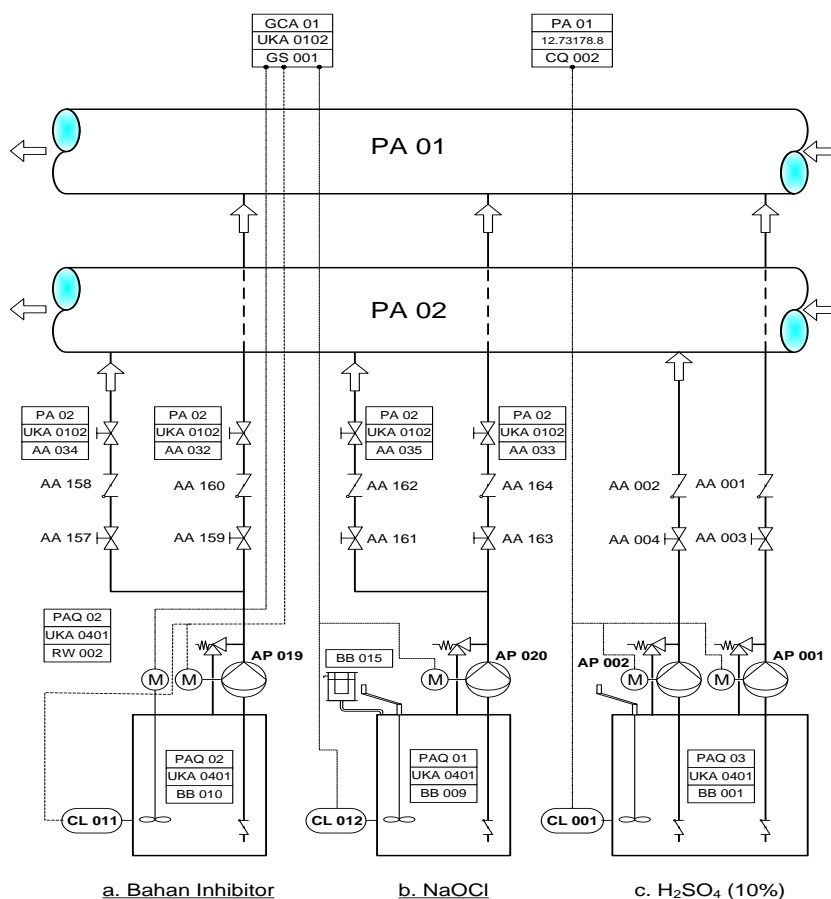 GCA 01
UKA 0102
GS 001
PA 01
12.73178.8
CQ 002
PA 01
PA 02
PA 02
UKA 0102
AA 034
PA 02
UKA 0102
AA 032
PA 02
UKA 0102
AA 035
PA 02
UKA 0102
AA 033
AA 158
AA 160
AA 162
AA 164
AA 002
AA 001
AA 157
AA 159
AA 161
AA 163
AA 004
AA 003
PAQ 02
UKA 0401
RW 002
AP 019
BB 015
AP 020
AP 002
AP 001
M
M
M
M
M
PAQ 02
UKA 0401
BB 010
PAQ 01
UKA 0401
BB 009
PAQ 03
UKA 0401
BB 001
CL 011
CL 012
CL 001
a. Bahan Inhibitor
b. NaOCl
c. H₂SO₄ (10%)